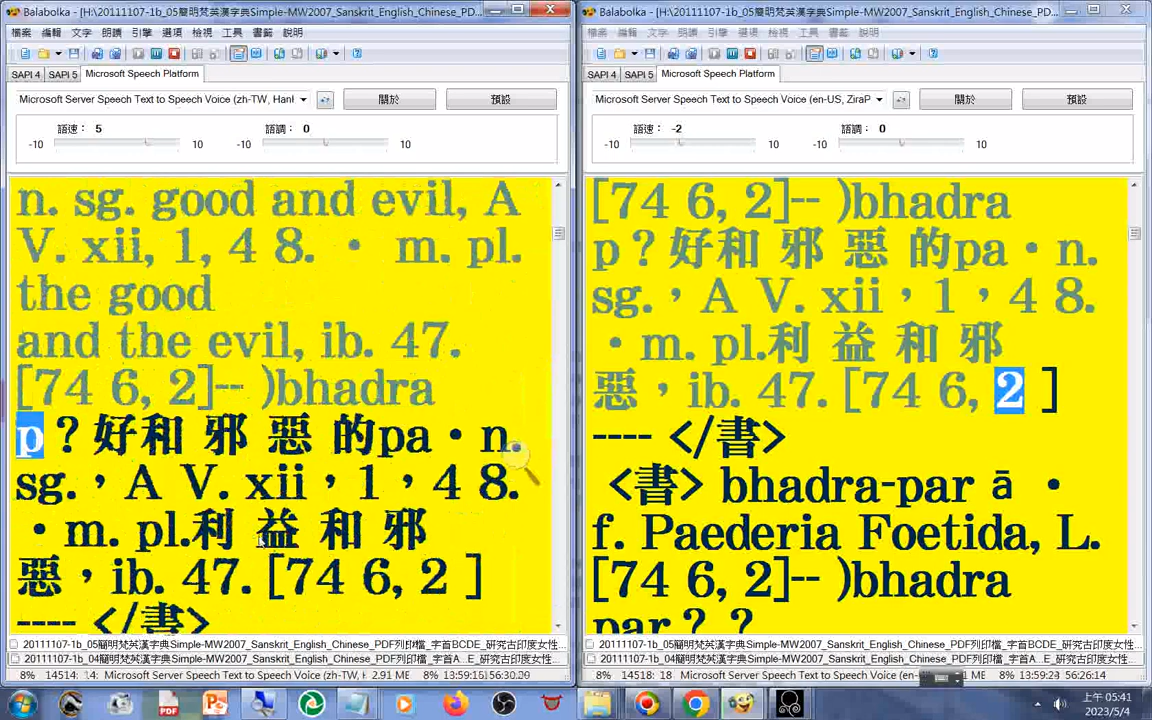 Balabolka - [H:\20111107-1b_05簡明梵英漢字典Simple-MW2007_Sanskrit_English_Chinese_PD...
檔案 編輯 文字 朗讀 引擎 選項 檢視 工具 書籤 說明
SAPI 4 SAPI 5 Microsoft Speech Platform
Microsoft Server Speech Text to Speech Voice (zh-TW, HanI 關於 預設
語速: 5 語調: 0
-10 10 -10 10
n. sg. good and evil, A
V. xii, 1, 4 8. • m. pl.
the good
and the evil, ib. 47.
[74 6, 2]-- )bhadra
p？好和 邪 惡 的pa•n.
sg.，A V. xii，1，4 8.
•m. pl.利 益 和 邪
惡，ib. 47. [74 6, 2 ]
---- </書>
20111107-1b_05簡明梵英漢字典Simple-MW2007_Sanskrit_English_Chinese_PDF列印檔_字首BCDE_研究古印度女性...
20111107-1b_04簡明梵英漢字典Simple-MW2007_Sanskrit_English_Chinese_PDF列印檔_字首A...E_研究古印度女性...
8% 14514: 14: Microsoft Server Speech Text to Speech Voice (zh-TW, 2.91 ME 8% 13:59:16 56:30:20
Balabolka - [H:\20111107-1b_05簡明梵英漢字典Simple-MW2007_Sanskrit_English_Chinese_PD...
檔案 編輯 文字 朗讀 引擎 選項 檢視 工具 書籤 說明
SAPI 4 SAPI 5 Microsoft Speech Platform
Microsoft Server Speech Text to Speech Voice (en-US, ZiraP 關於 預設
語速: -2 語調: 0
-10 10 -10 10
[74 6, 2]-- )bhadra
p？好和 邪 惡 的pa•n.
sg.，A V. xii，1，4 8.
•m. pl.利 益 和 邪
惡，ib. 47. [74 6, 2 ]
---- </書>
<書> bhadra-par ā •
f. Paederia Foetida, L.
[74 6, 2]-- )bhadra
par？？
20111107-1b_05簡明梵英漢字典Simple-MW2007_Sanskrit_English_Chinese_PDF列印檔_字首BCDE_研究古印度女性...
20111107-1b_04簡明梵英漢字典Simple-MW2007_Sanskrit_English_Chinese_PDF列印檔_字首A...E_研究古印度女性...
8% 14518: 18 Microsoft Server Speech Text to Speech Voice (en-US, 8% 13:59:24 56:26:14
上午 05:41
2023/5/4